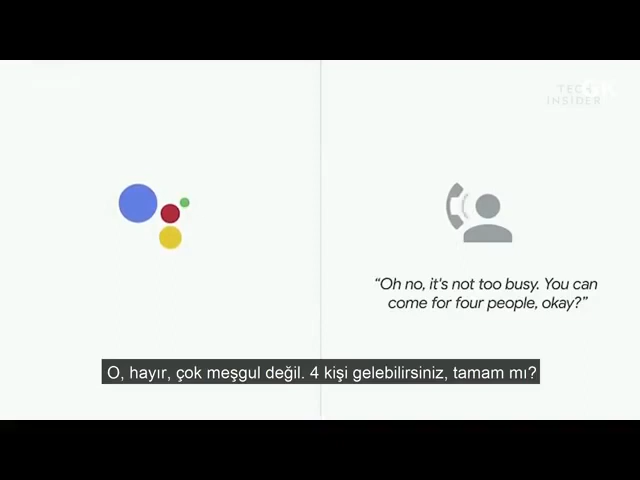 TECH
INSIDER
“Oh no, it's not too busy. You can
come for four people, okay?”
O, hayır, çok meşgul değil. 4 kişi gelebilirsiniz, tamam mı?